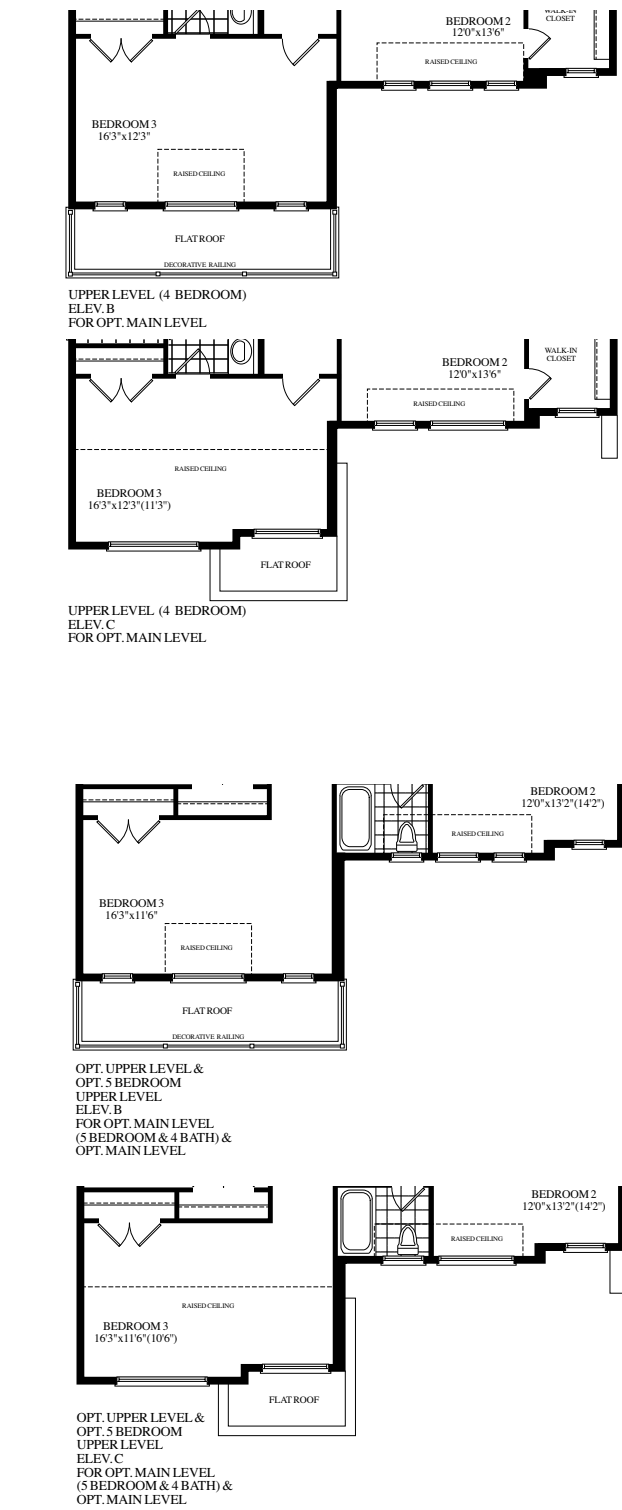 BEDROOM 2
12'0"x13'6"
WALK-IN
CLOSET
RAISED CEILING
BEDROOM 3
16'3"x12'3"
RAISED CEILING
FLAT ROOF
DECORATIVE RAILING
UPPER LEVEL (4 BEDROOM)
ELEV. B
FOR OPT. MAIN LEVEL
WALK-IN
CLOSET
BEDROOM 2
12'0"x13'6"
RAISED CEILING
RAISED CEILING
BEDROOM 3
16'3"x12'3"(11'3")
FLAT ROOF
UPPER LEVEL (4 BEDROOM)
ELEV. C
FOR OPT. MAIN LEVEL
BEDROOM 2
12'0"x13'2"(14'2")
RAISED CEILING
BEDROOM 3
16'3"x11'6"
RAISED CEILING
FLAT ROOF
DECORATIVE RAILING
OPT. UPPER LEVEL &
OPT. 5 BEDROOM
UPPER LEVEL
ELEV. B
FOR OPT. MAIN LEVEL
(5 BEDROOM & 4 BATH) &
OPT. MAIN LEVEL
BEDROOM 2
12'0"x13'2"(14'2")
RAISED CEILING
RAISED CEILING
BEDROOM 3
16'3"x11'6"(10'6")
FLAT ROOF
OPT. UPPER LEVEL &
OPT. 5 BEDROOM
UPPER LEVEL
ELEV. C
FOR OPT. MAIN LEVEL
(5 BEDROOM & 4 BATH) &
OPT. MAIN LEVEL